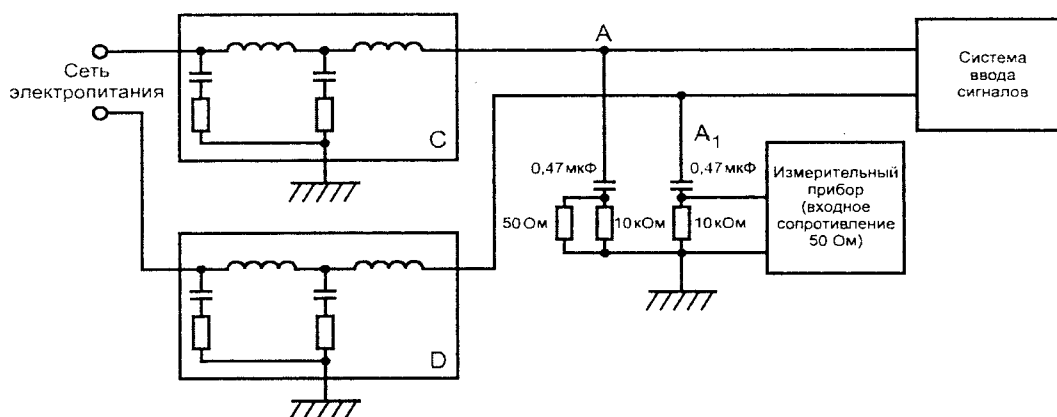 Сеть
электропитания
C
D
A
A1
0,47 мкФ
0,47 мкФ
50 Ом
10 кОм
10 кОм
Система
ввода
сигналов
Измерительный
прибор
(входное
сопротивление
50 Ом)